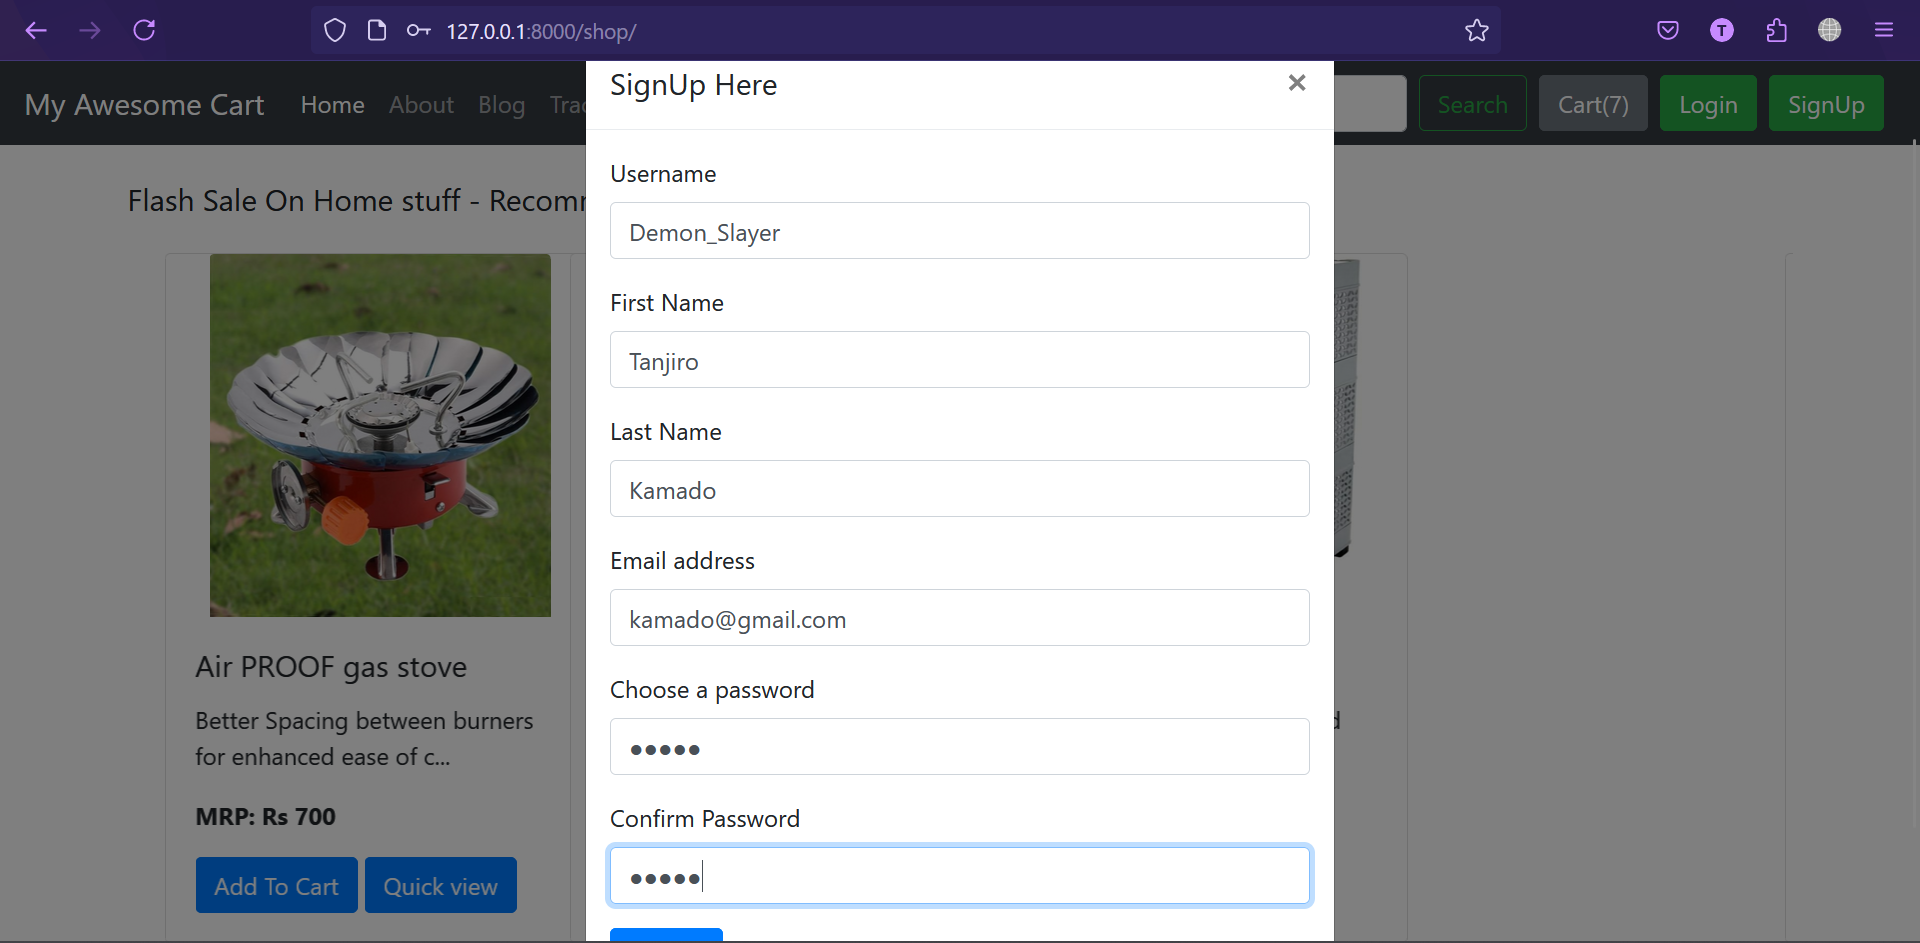 127.0.0.1:8000/shop/
T
My Awesome Cart Home About Blog Search Cart(7) Login SignUp
SignUp Here ×
Flash Sale On Home stuff -
Username
Demon_Slayer
First Name
Tanjiro
Last Name
Kamado
Email address
kamado@gmail.com
Choose a password
●●●●●
Confirm Password
●●●●●
Air PROOF gas stove
Better Spacing between burners
for enhanced ease of c...
MRP: Rs 700
Add To Cart Quick view